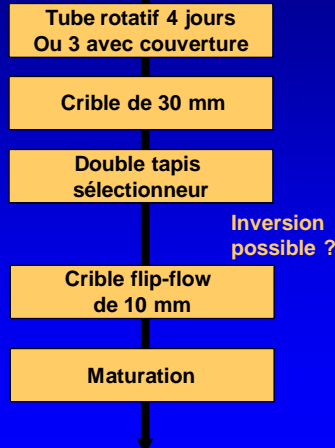 Tube rotatif 4 jours
Ou 3 avec couverture
Crible de 30 mm
Double tapis
sélectionneur
Inversion
possible ?
Crible flip-flow
de 10 mm
Maturation